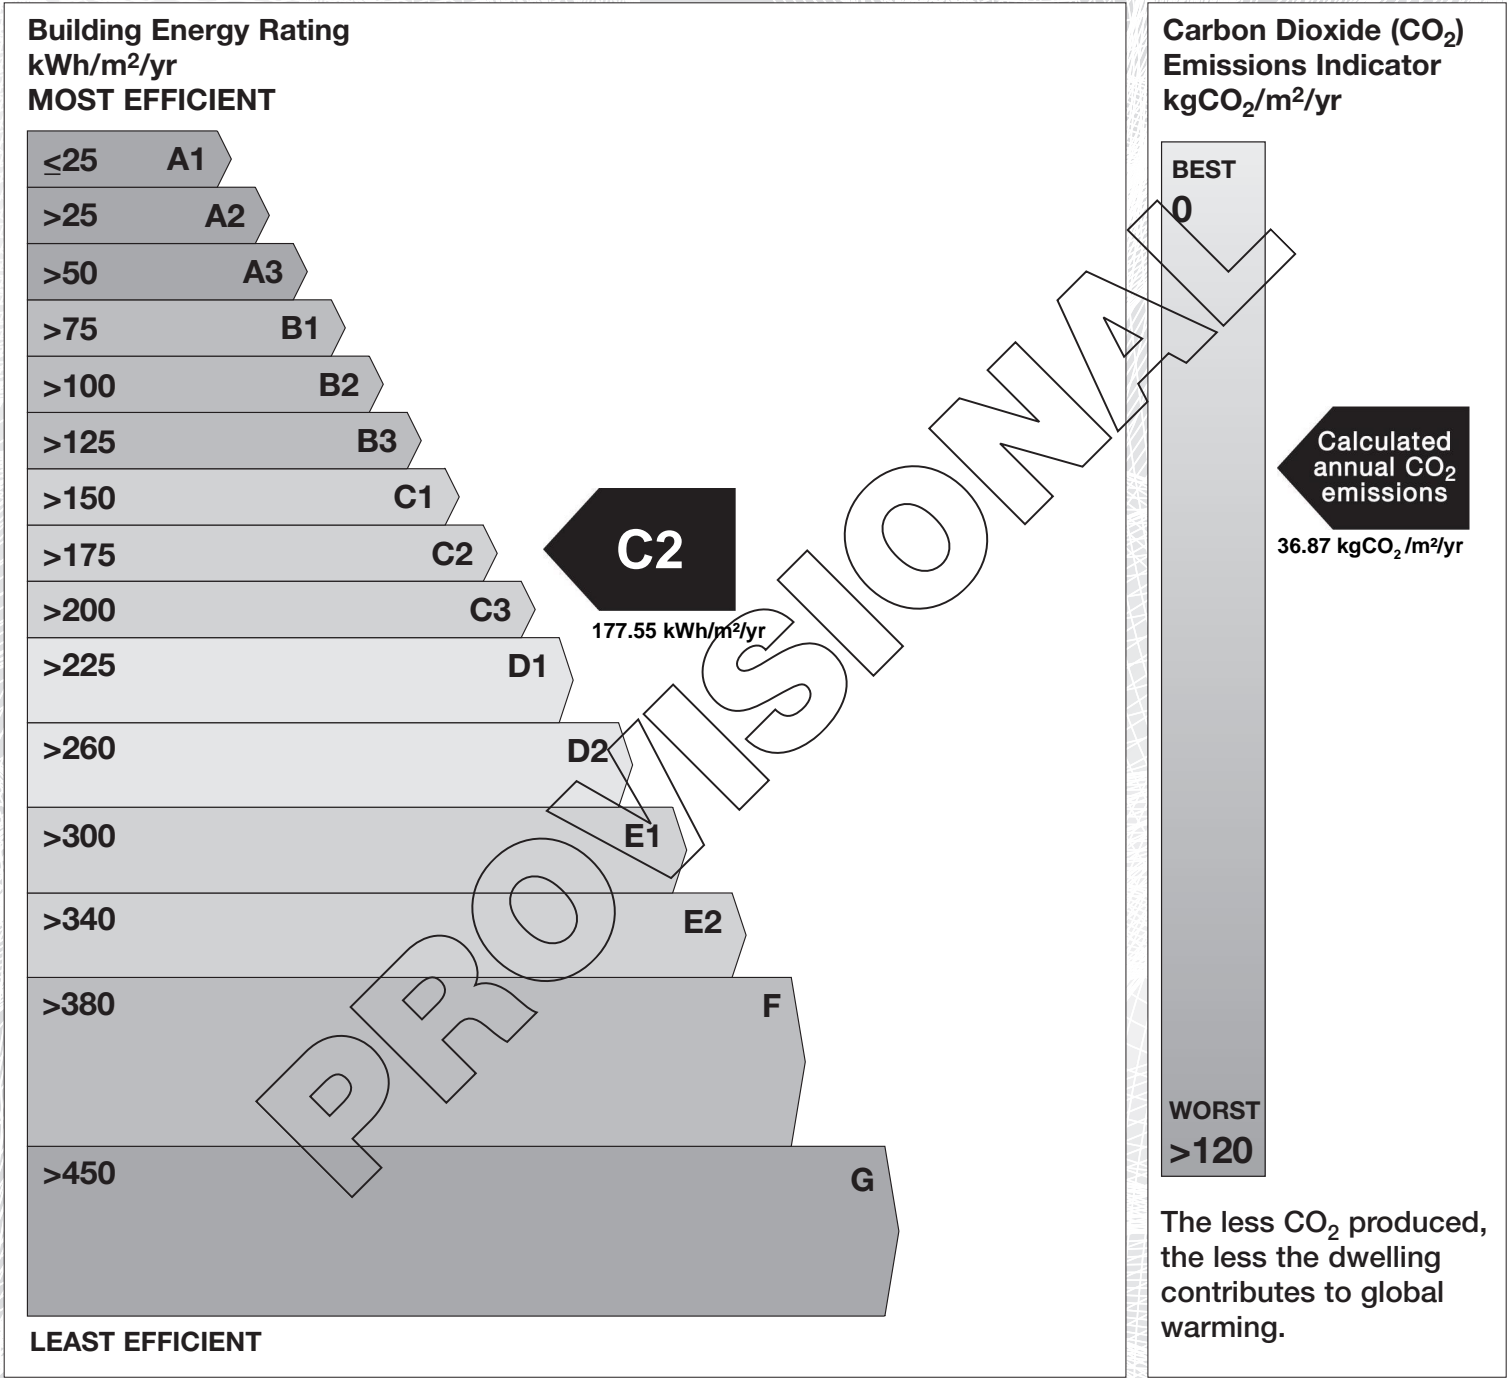 Building Energy Rating
kWh/m²/yr
MOST EFFICIENT
≤25 A1
>25 A2
>50 A3
>75 B1
>100 B2
>125 B3
>150 C1
>175 C2
>200 C3
>225 D1
>260 D2
>300 E1
>340 E2
>380 F
>450 G
LEAST EFFICIENT
C2
177.55 kWh/m²/yr
PROVISIONAL
Carbon Dioxide (CO₂)
Emissions Indicator
kgCO₂/m²/yr
BEST
0
Calculated
annual CO₂
emissions
36.87 kgCO₂/m²/yr
WORST
>120
The less CO₂ produced,
the less the dwelling
contributes to global
warming.